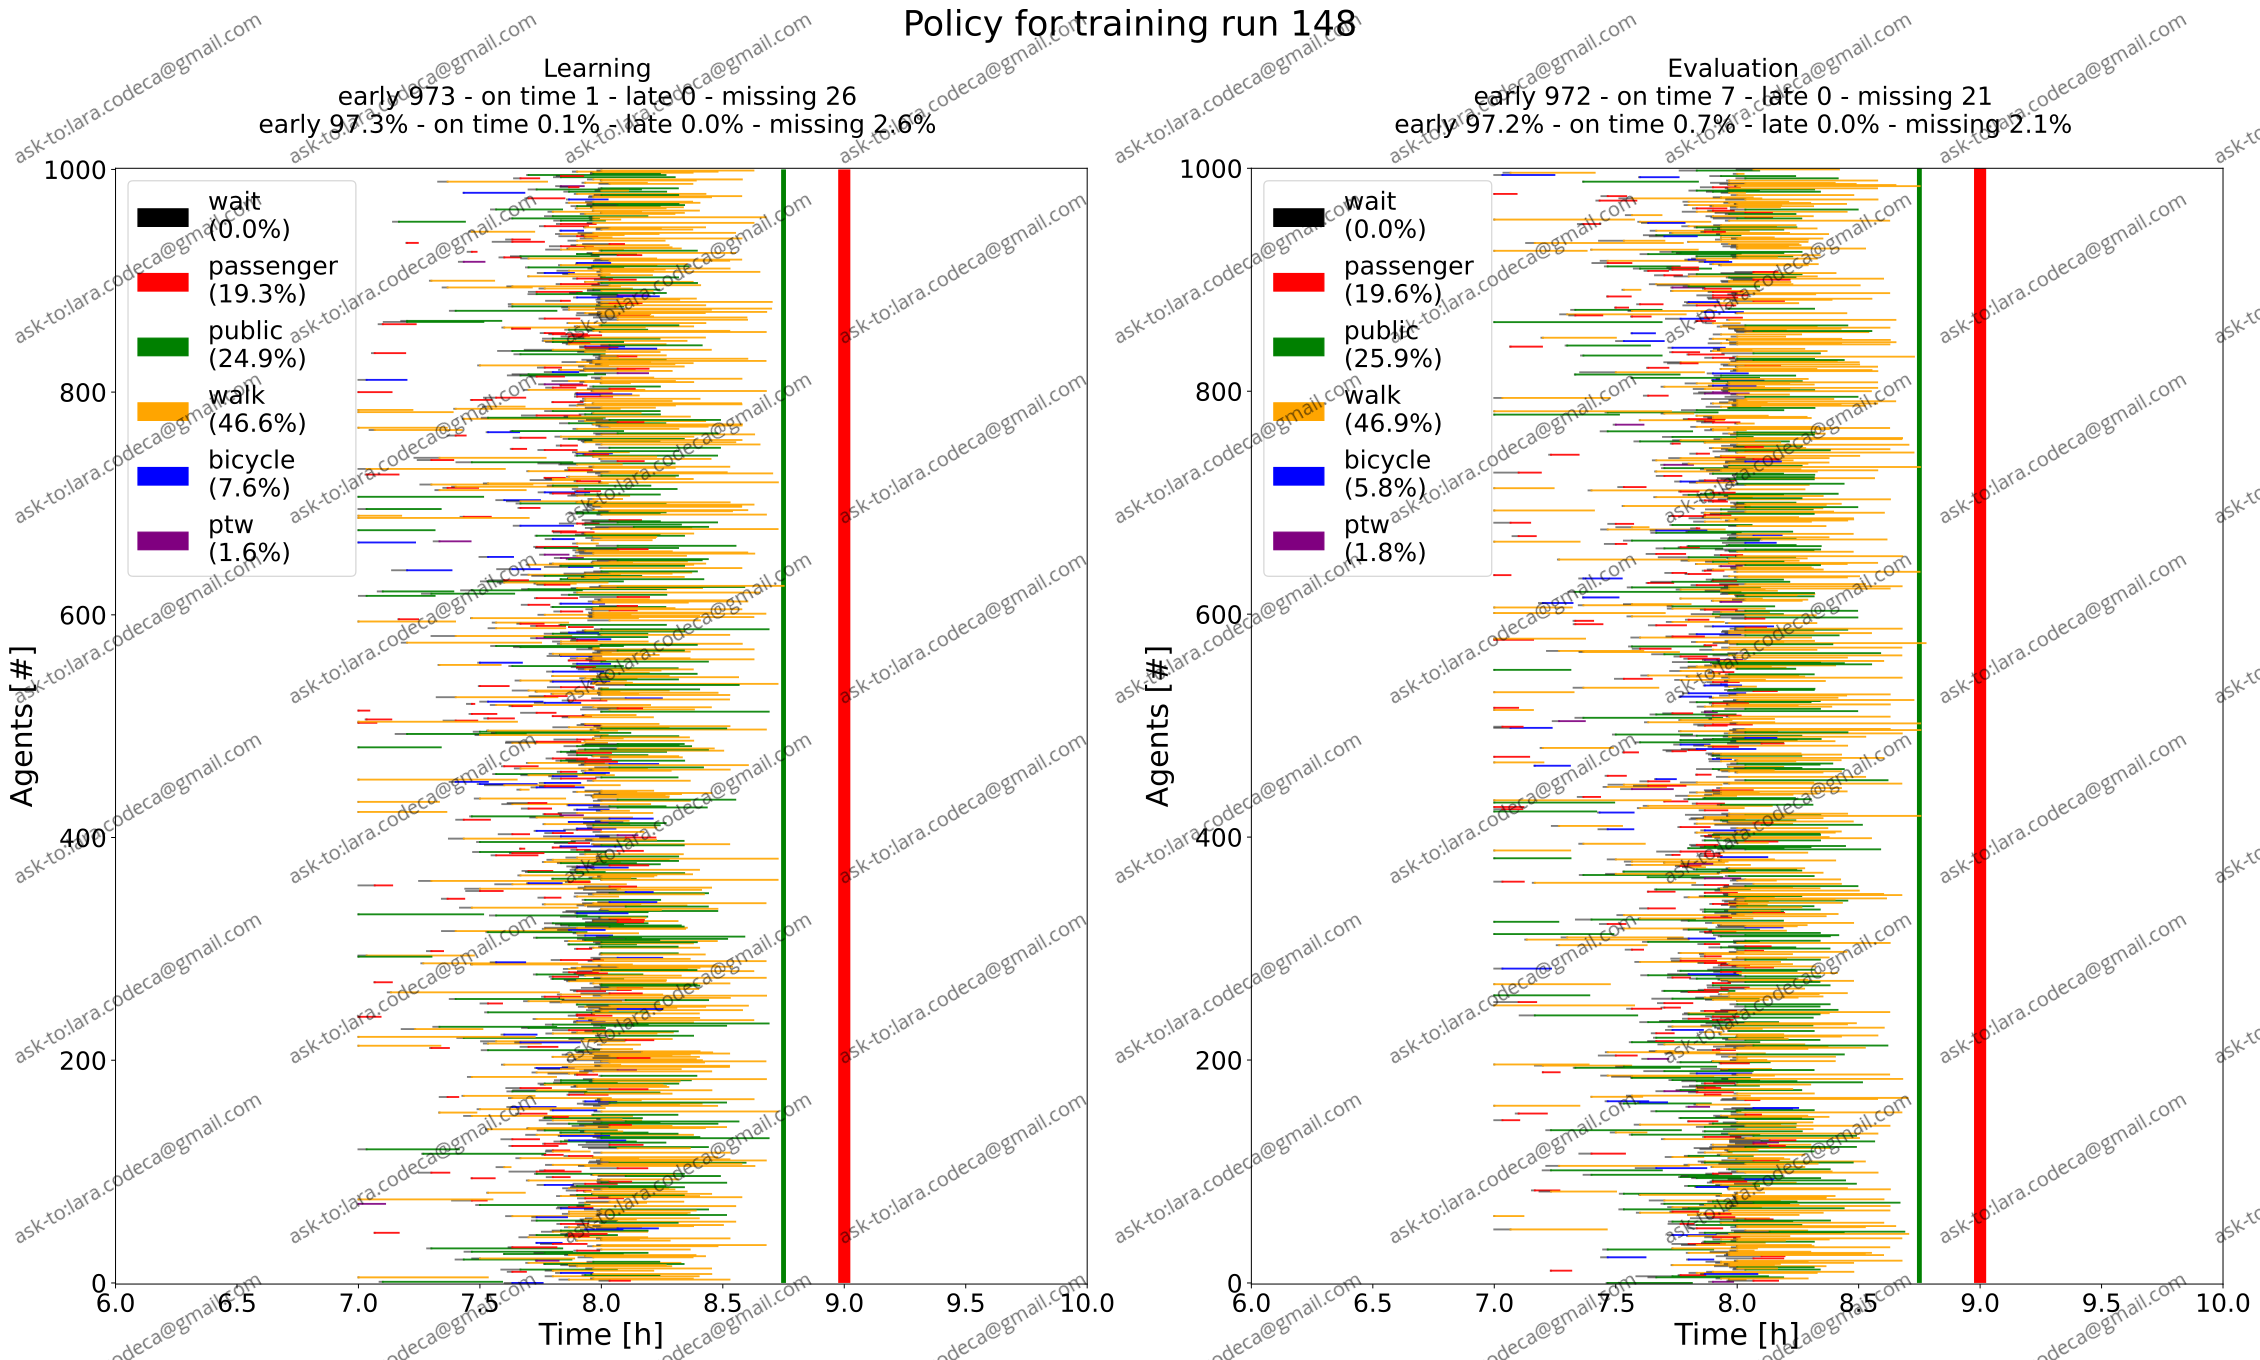 Policy for training run 148
Learning
early 973 - on time 1 - late 0 - missing 26
early 97.3% - on time 0.1% - late 0.0% - missing 2.6%
1000
800
600
400
200
0
Agents [#]
wait
(0.0%)
passenger
(19.3%)
public
(24.9%)
walk
(46.6%)
bicycle
(7.6%)
ptw
(1.6%)
6.0 6.5 7.0 7.5 8.0 8.5 9.0 9.5 10.0
Time [h]
Evaluation
early 972 - on time 7 - late 0 - missing 21
early 97.2% - on time 0.7% - late 0.0% - missing 2.1%
1000
800
600
400
200
0
Agents [#]
wait
(0.0%)
passenger
(19.6%)
public
(25.9%)
walk
(46.9%)
bicycle
(5.8%)
ptw
(1.8%)
6.0 6.5 7.0 7.5 8.0 8.5 9.0 9.5 10.0
Time [h]
ask-to:lara.codeca@gmail.com